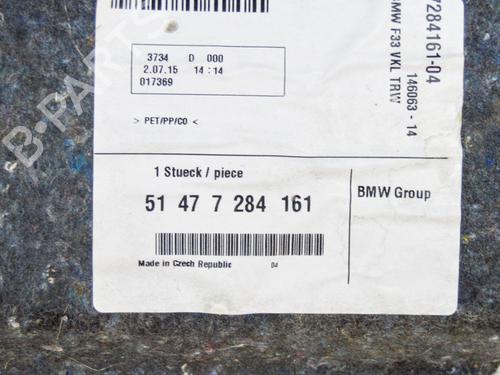 3734 D 000
2.07.15 14:14
017369
> PET/PP/CO <
7284161-04
146063 - 14
BMW F33 VKL TRW
1 Stueck / piece
51 47 7 284 161
BMW Group
Made in Czech Republic 04
B-PARTS